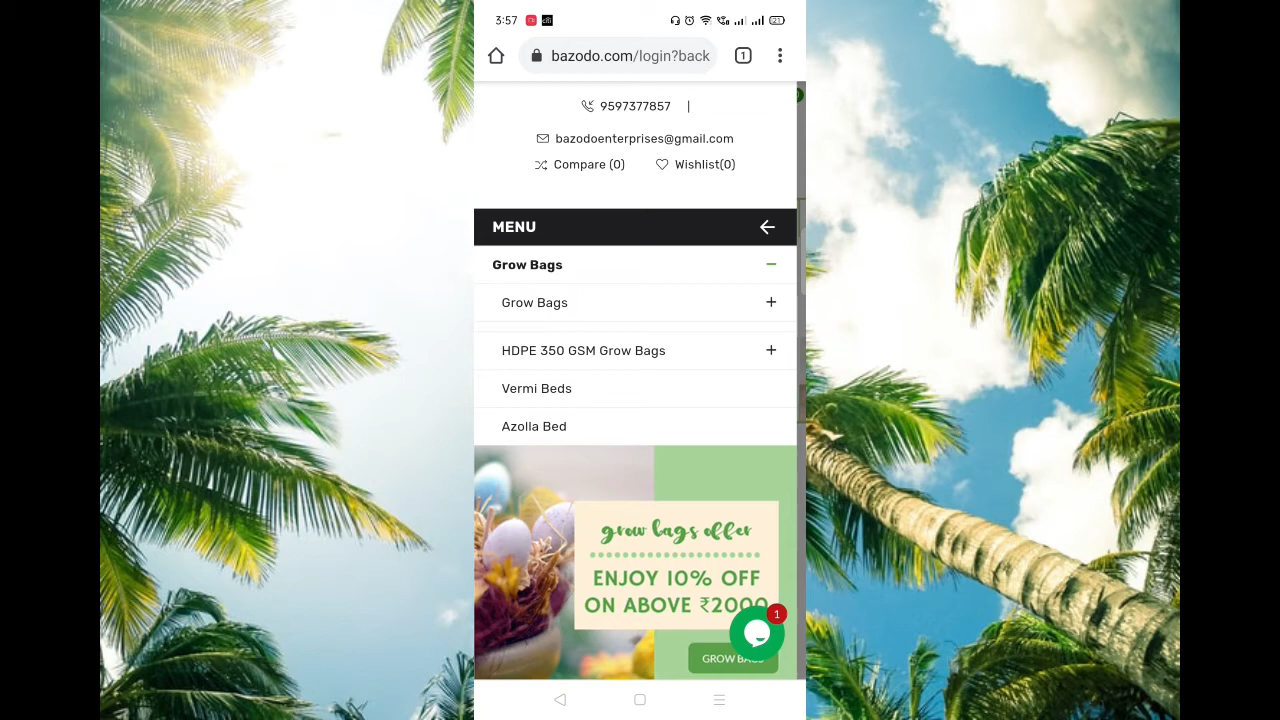 3:57
21
bazodo.com/login?back
1
9597377857 |
bazodoenterprises@gmail.com
Compare (0) Wishlist(0)
MENU
Grow Bags
Grow Bags
HDPE 350 GSM Grow Bags
Vermi Beds
Azolla Bed
grow bags offer
ENJOY 10% OFF
ON ABOVE ₹2000
1
GROW BAGS